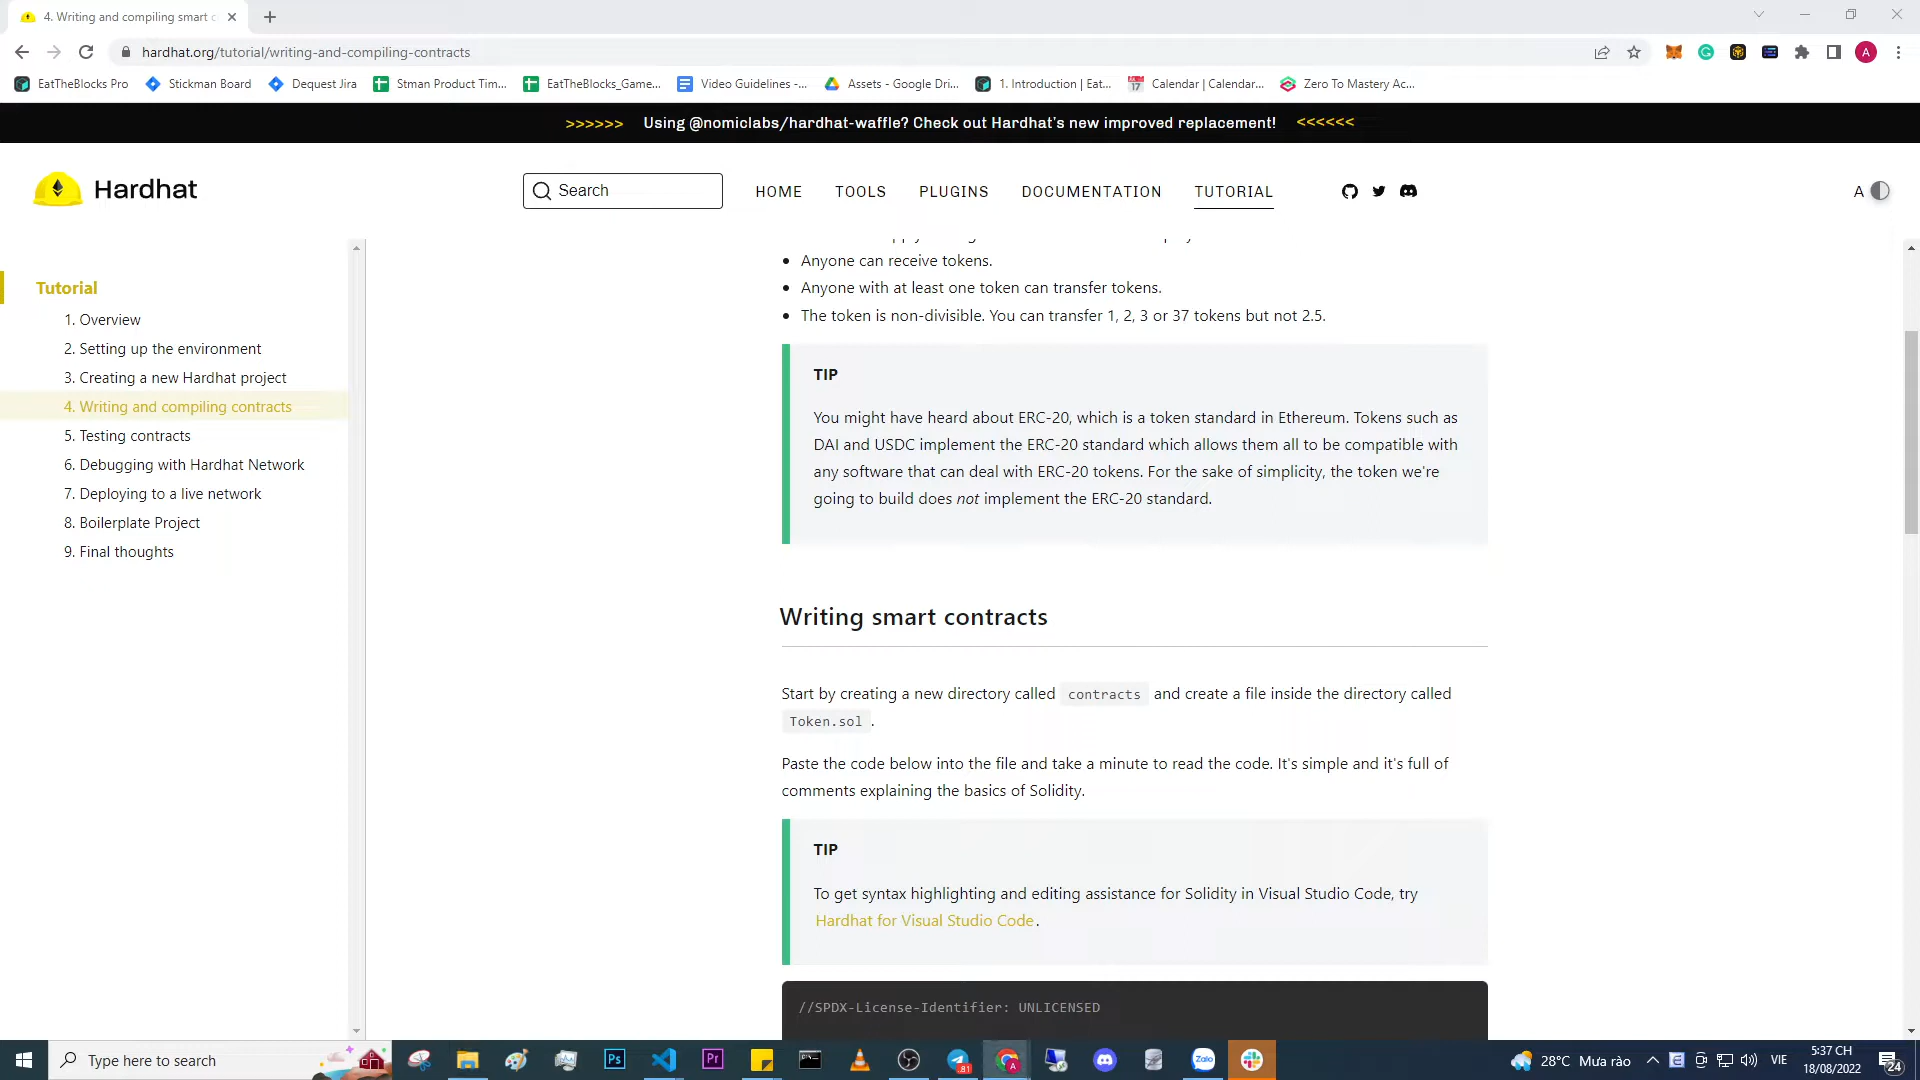 4. Writing and compiling smart c
hardhat.org/tutorial/writing-and-compiling-contracts
A
EatTheBlocks Pro
Stickman Board
Dequest Jira
Stman Product Tim...
EatTheBlocks_Game...
Video Guidelines -...
Assets - Google Dri...
1. Introduction | Eat...
Calendar | Calendar...
Zero To Mastery Ac...
>>>>>> Using @nomiclabs/hardhat-waffle? Check out Hardhat's new improved replacement! <<<<<<
Hardhat
Search
HOME
TOOLS
PLUGINS
DOCUMENTATION
TUTORIAL
A
Tutorial
1. Overview
2. Setting up the environment
3. Creating a new Hardhat project
4. Writing and compiling contracts
5. Testing contracts
6. Debugging with Hardhat Network
7. Deploying to a live network
8. Boilerplate Project
9. Final thoughts
• Anyone can receive tokens.
• Anyone with at least one token can transfer tokens.
• The token is non-divisible. You can transfer 1, 2, 3 or 37 tokens but not 2.5.
TIP
You might have heard about ERC-20, which is a token standard in Ethereum. Tokens such as
DAI and USDC implement the ERC-20 standard which allows them all to be compatible with
any software that can deal with ERC-20 tokens. For the sake of simplicity, the token we're
going to build does not implement the ERC-20 standard.
Writing smart contracts
Start by creating a new directory called contracts and create a file inside the directory called
Token.sol .
Paste the code below into the file and take a minute to read the code. It's simple and it's full of
comments explaining the basics of Solidity.
TIP
To get syntax highlighting and editing assistance for Solidity in Visual Studio Code, try
Hardhat for Visual Studio Code.
//SPDX-License-Identifier: UNLICENSED
Type here to search
Ps
Pr
81
A
Zalo
28°C Mưa rào
VIE
5:37 CH
18/08/2022
24